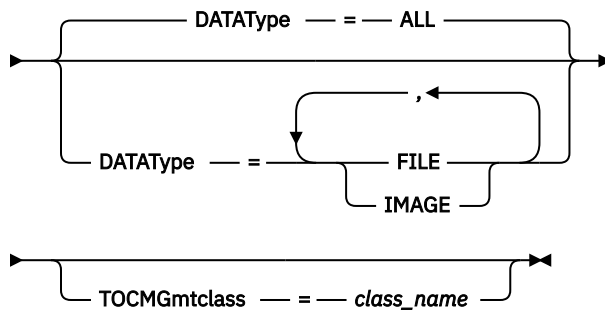 DATAType = ALL
,
DATAType = FILE
IMAGE
TOCMGmtclass = class_name